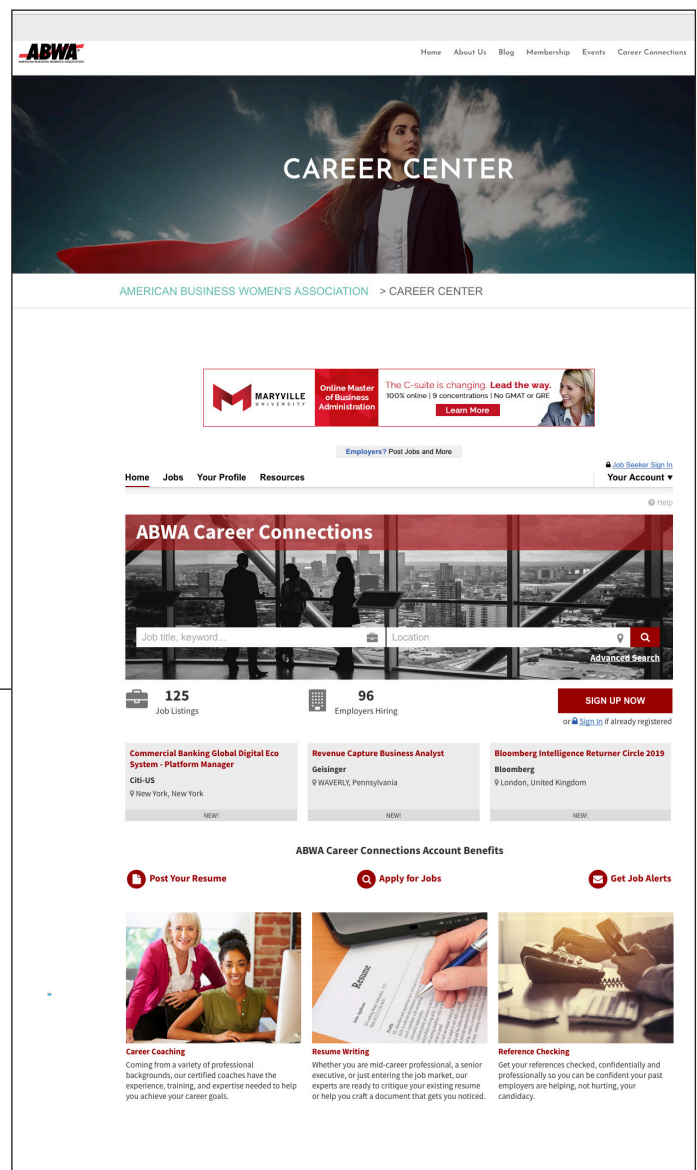 ABWA
AMERICAN BUSINESS WOMEN'S ASSOCIATION
Home About Us Blog Membership Events Career Connections
CAREER CENTER
AMERICAN BUSINESS WOMEN'S ASSOCIATION > CAREER CENTER
MARYVILLE
UNIVERSITY
Online Master
of Business
Administration
The C-suite is changing. Lead the way.
100% online | 9 concentrations | No GMAT or GRE
Learn More
Employers? Post Jobs and More
Job Seeker Sign In
Home Jobs Your Profile Resources Your Account ▼
Help
ABWA Career Connections
Job title, keyword... Location
Advanced Search
125
Job Listings
96
Employers Hiring
SIGN UP NOW
or Sign In if already registered
Commercial Banking Global Digital Eco
System - Platform Manager
Citi-US
New York, New York
NEW!
Revenue Capture Business Analyst
Geisinger
WAVERLY, Pennsylvania
NEW!
Bloomberg Intelligence Returner Circle 2019
Bloomberg
London, United Kingdom
NEW!
ABWA Career Connections Account Benefits
Post Your Resume Apply for Jobs Get Job Alerts
Resume
Career Coaching
Coming from a variety of professional
backgrounds, our certified coaches have the
experience, training, and expertise needed to help
you achieve your career goals.
Resume Writing
Whether you are mid-career professional, a senior
executive, or just entering the job market, our
experts are ready to critique your existing resume
or help you craft a document that gets you noticed.
Reference Checking
Get your references checked, confidentially and
professionally so you can be confident your past
employers are helping, not hurting, your
candidacy.